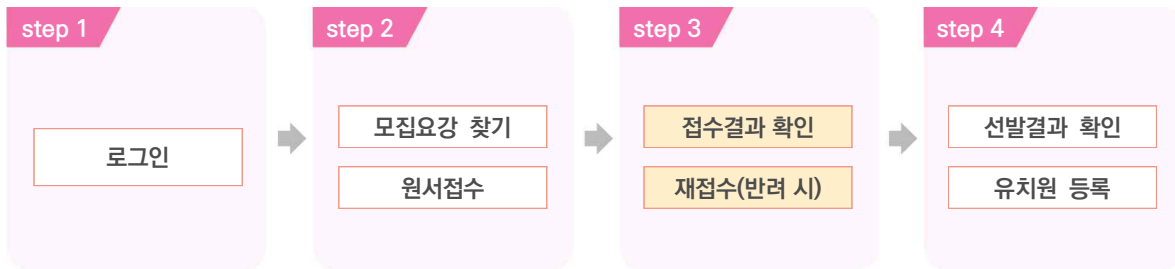 step 1
로그인
step 2
모집요강 찾기
원서접수
step 3
접수결과 확인
재접수(반려 시)
step 4
선발결과 확인
유치원 등록